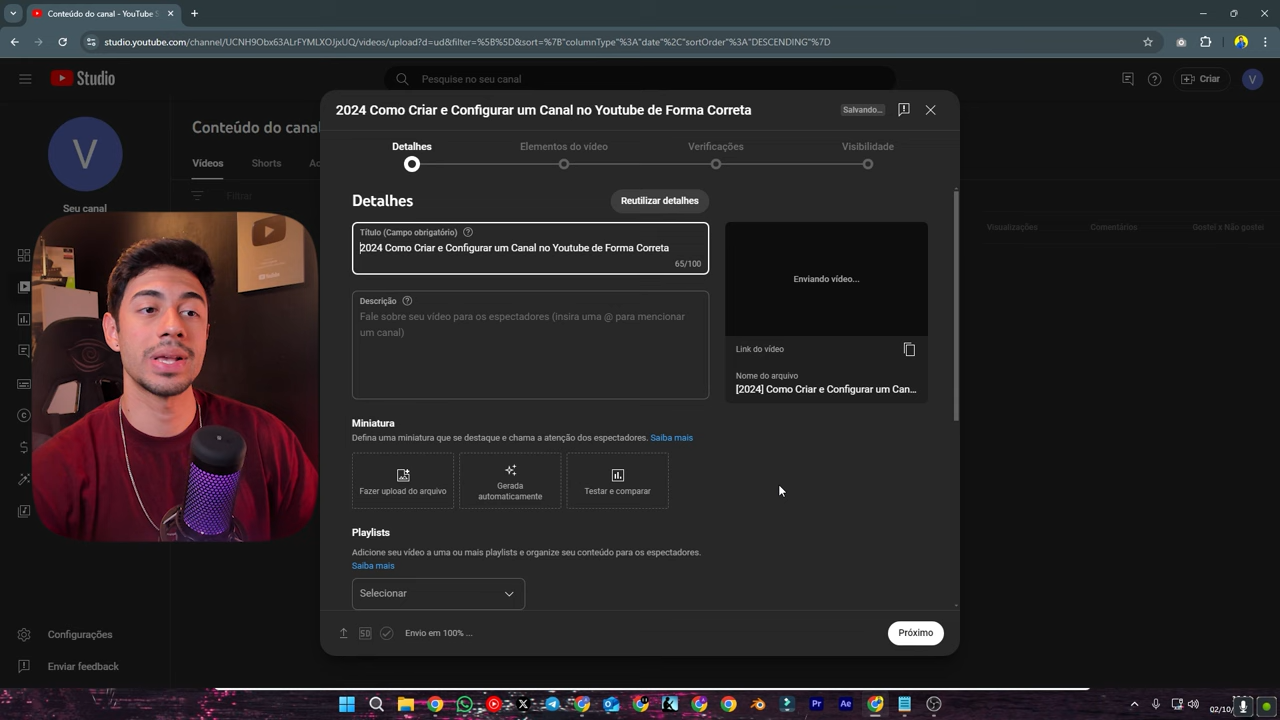 Conteúdo do canal - YouTube S
studio.youtube.com/channel/UCNH9Obx63ALrFYMLXOJjxUQ/videos/upload?d=ud&filter=%5B%5D&sort=%7B"columnType"%3A"date"%2C"sortOrder"%3A"DESCENDING"%7D
Studio
Pesquise no seu canal
Criar
V
Conteúdo do canal
Vídeos
Shorts
Filtrar
V
Seu canal
Visualizações
Comentários
Gostei x Não gostei
2024 Como Criar e Configurar um Canal no Youtube de Forma Correta
Salvando...
Detalhes
Elementos do vídeo
Verificações
Visibilidade
Detalhes
Reutilizar detalhes
Título (Campo obrigatório)
2024 Como Criar e Configurar um Canal no Youtube de Forma Correta
65/100
Descrição
Fale sobre seu vídeo para os espectadores (insira uma @ para mencionar
um canal)
Enviando vídeo...
Link do vídeo
Nome do arquivo
[2024] Como Criar e Configurar um Can...
Miniatura
Defina uma miniatura que se destaque e chama a atenção dos espectadores. Saiba mais
Fazer upload do arquivo
Gerada
automaticamente
Testar e comparar
Playlists
Adicione seu vídeo a uma ou mais playlists e organize seu conteúdo para os espectadores.
Saiba mais
Selecionar
SD
Envio em 100% ...
Próximo
Configurações
Enviar feedback
Pr
Ae
02/10